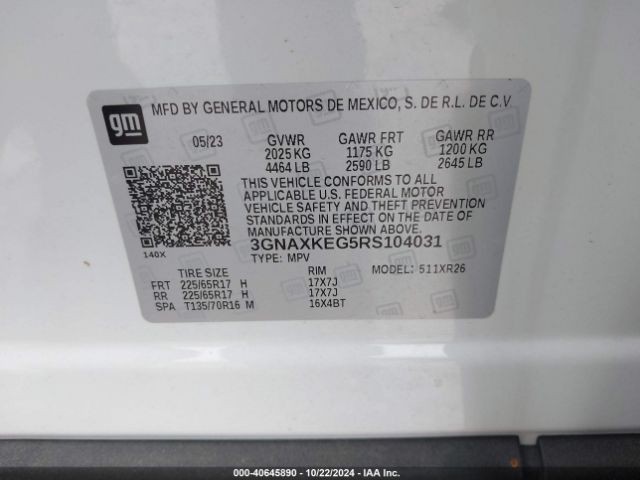 gm
MFD BY GENERAL MOTORS DE MEXICO, S. DE R.L. DE C.V
05/23 GVWR GAWR FRT GAWR RR
2025 KG 1175 KG 1200 KG
4464 LB 2590 LB 2645 LB
THIS VEHICLE CONFORMS TO ALL
APPLICABLE U.S. FEDERAL MOTOR
VEHICLE SAFETY AND THEFT PREVENTION
STANDARDS IN EFFECT ON THE DATE OF
MANUFACTURE SHOWN ABOVE.
140X 3GNAXKEG5RS104031
TYPE: MPV MODEL: 511XR26
TIRE SIZE RIM
FRT 225/65R17 H 17X7J
RR 225/65R17 H 17X7J
SPA T135/70R16 M 16X4BT
000-40645890 | 10/22/2024 - IAA Inc.